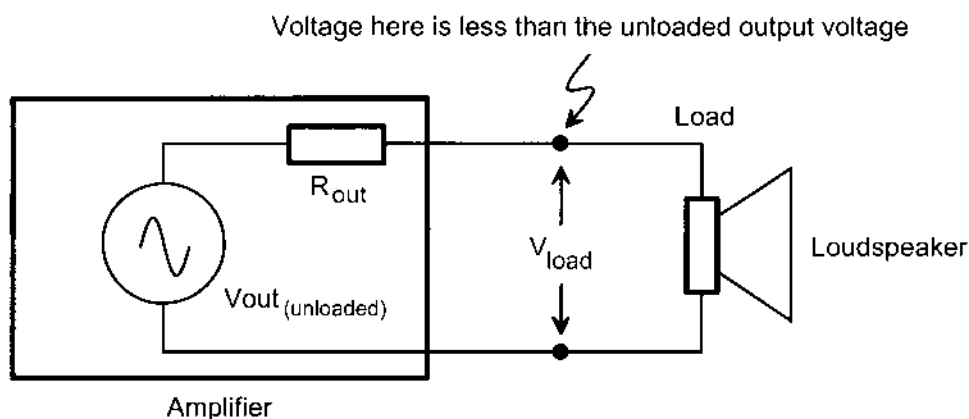 Voltage here is less than the unloaded output voltage
Load
Rout
Vload
Loudspeaker
Vout (unloaded)
Amplifier